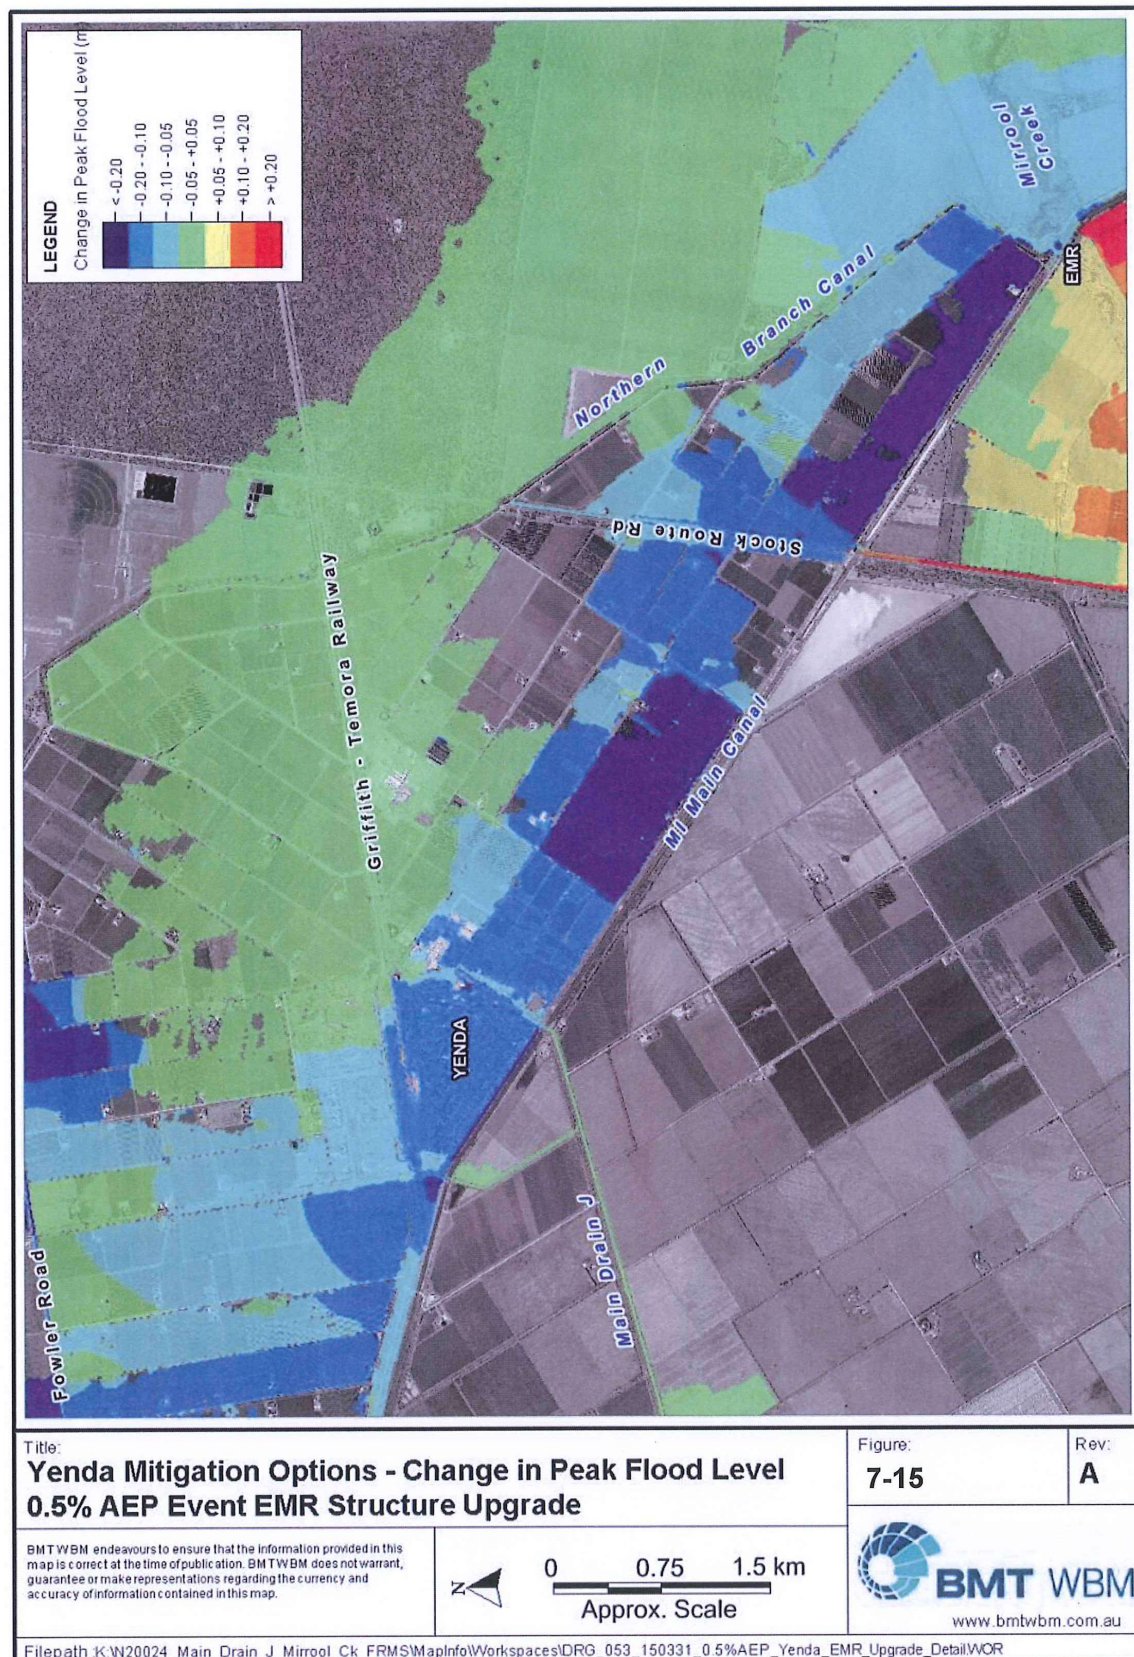 LEGEND
Change in Peak Flood Level (m
< -0.20
-0.20 - -0.10
-0.10 - -0.05
-0.05 - +0.05
+0.05 - +0.10
+0.10 - +0.20
> +0.20
Mirrool
Creek
EMR
Branch Canal
Northern
Stock Route Rd
Griffith - Temora Railway
MI Main Canal
YENDA
Main Drain J
Fowler Road
Title:
Yenda Mitigation Options - Change in Peak Flood Level
0.5% AEP Event EMR Structure Upgrade
Figure:
7-15
Rev:
A
BMT WBM endeavours to ensure that the information provided in this
map is correct at the time of publication. BMT WBM does not warrant,
guarantee or make representations regarding the currency and
accuracy of information contained in this map.
N
0 0.75 1.5 km
Approx. Scale
BMT WBM
www.bmtwbm.com.au
Filepath :K:\N20024_Main_Drain_J_Mirrool_Ck_FRMS\MapInfo\Workspaces\DRG_053_150331_0.5%AEP_Yenda_EMR_Upgrade_Detail.WOR